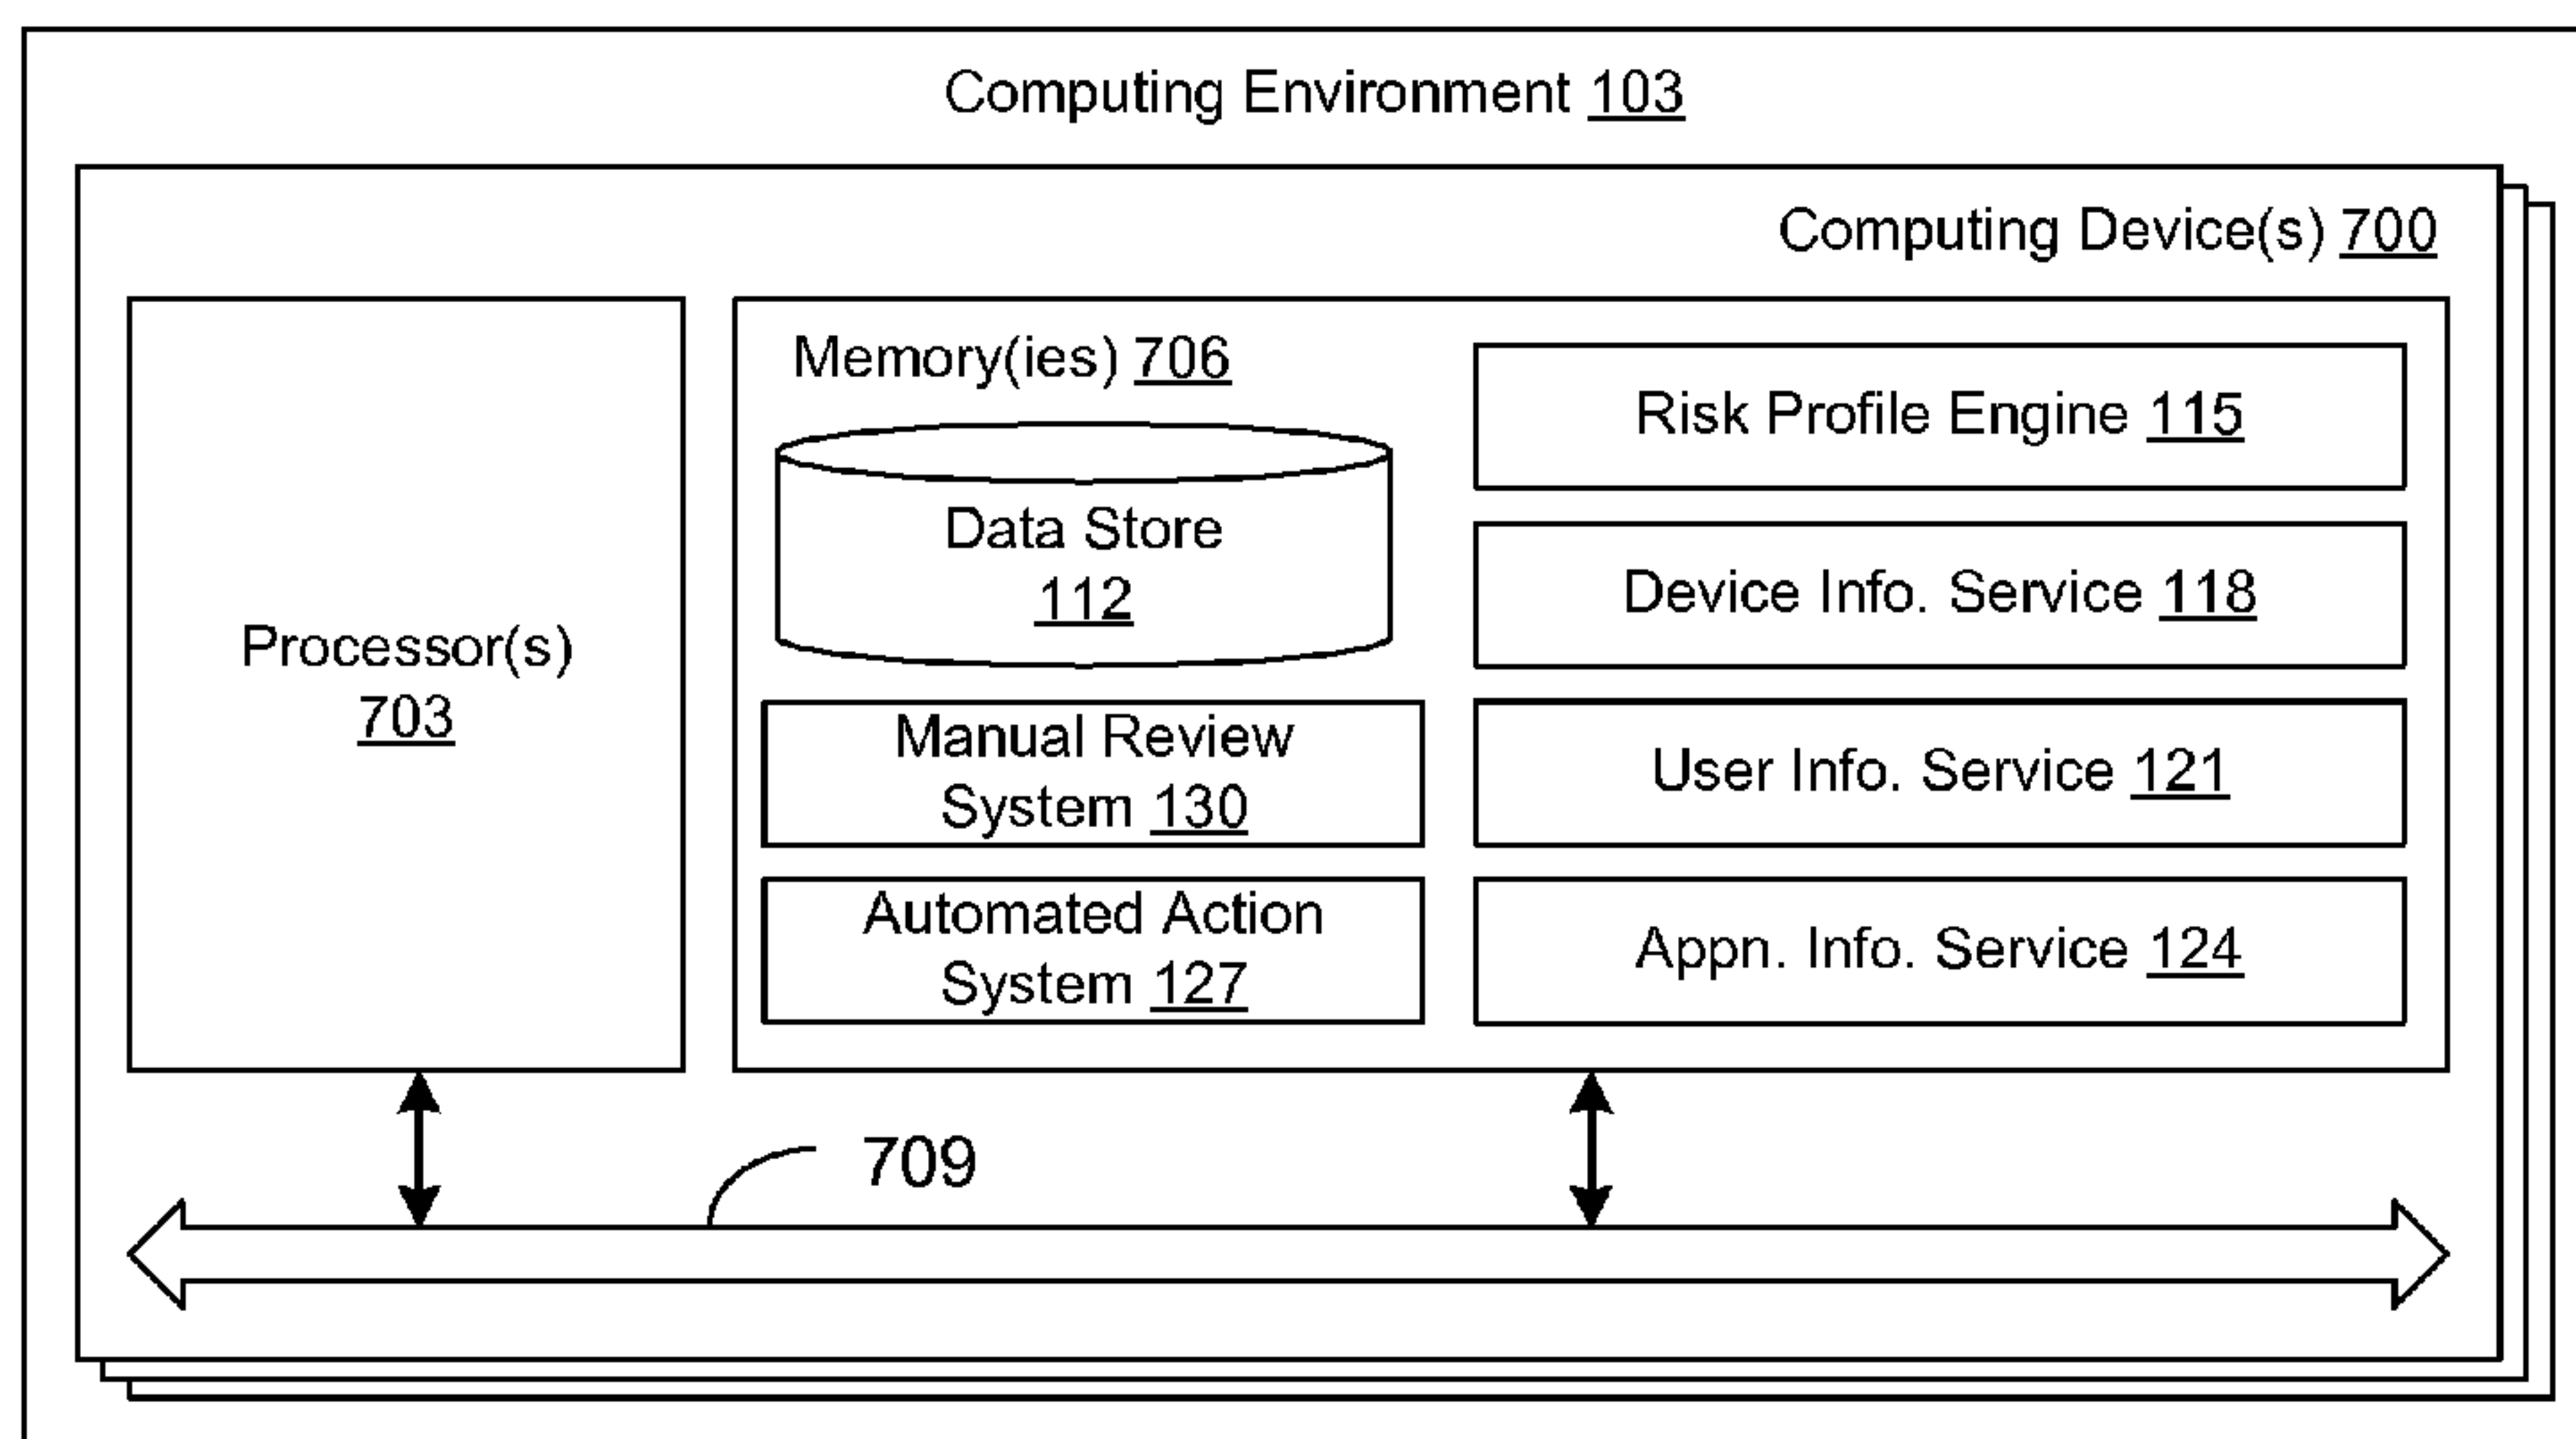 Computing Environment 103
Computing Device(s) 700
Processor(s)
703
Memory(ies) 706
Data Store
112
Manual Review
System 130
Automated Action
System 127
Risk Profile Engine 115
Device Info. Service 118
User Info. Service 121
Appn. Info. Service 124
709